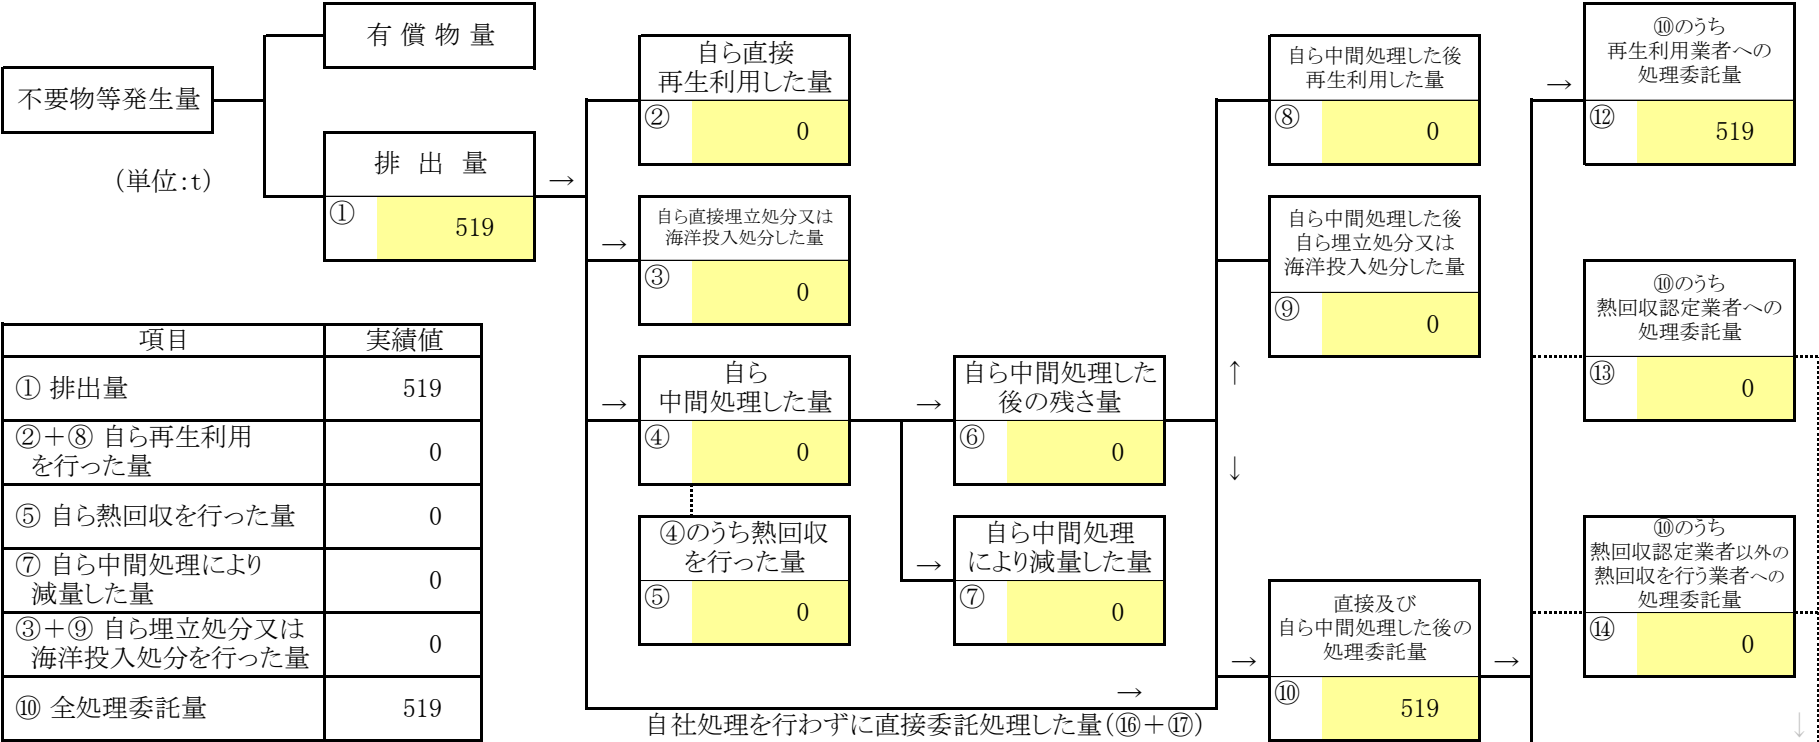 有 償 物 量
不要物等発生量
(単位:t)
排 出 量
①
519
→
自ら直接
再生利用した量
②
0
→
自ら直接埋立処分又は
海洋投入処分した量
③
0
→
自ら
中間処理した量
④
0
④のうち熱回収
を行った量
⑤
0
→
自ら中間処理した
後の残さ量
⑥
0
→
自ら中間処理
により減量した量
⑦
0
自ら中間処理した後
再生利用した量
⑧
0
自ら中間処理した後
自ら埋立処分又は
海洋投入処分した量
⑨
0
↑
↓
→
直接及び
自ら中間処理した後の
処理委託量
⑩
519
→
自社処理を行わずに直接委託処理した量(⑯+⑰)
→
→
⑩のうち
再生利用業者への
処理委託量
⑫
519
⑩のうち
熱回収認定業者への
処理委託量
⑬
0
⑩のうち
熱回収認定業者以外の
熱回収を行う業者への
処理委託量
⑭
0
↓
項目 実績値
① 排出量 519
②+⑧ 自ら再生利用
を行った量 0
⑤ 自ら熱回収を行った量 0
⑦ 自ら中間処理により
減量した量 0
③+⑨ 自ら埋立処分又は
海洋投入処分を行った量 0
⑩ 全処理委託量 519